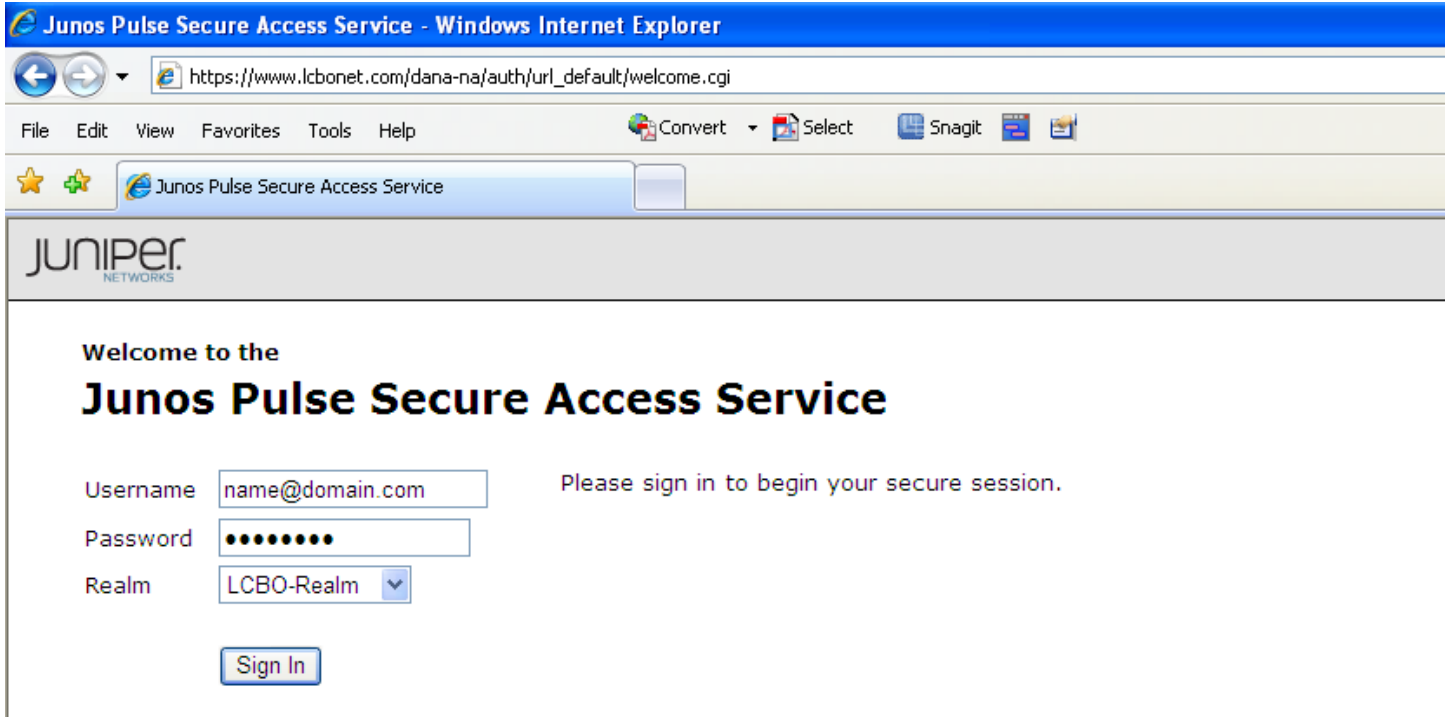 Junos Pulse Secure Access Service - Windows Internet Explorer
https://www.lcbonet.com/dana-na/auth/url_default/welcome.cgi
File Edit View Favorites Tools Help Convert Select Snagit
Junos Pulse Secure Access Service
JUNIPER
NETWORKS
Welcome to the
Junos Pulse Secure Access Service
Username name@domain.com Please sign in to begin your secure session.
Password ••••••••
Realm LCBO-Realm
Sign In